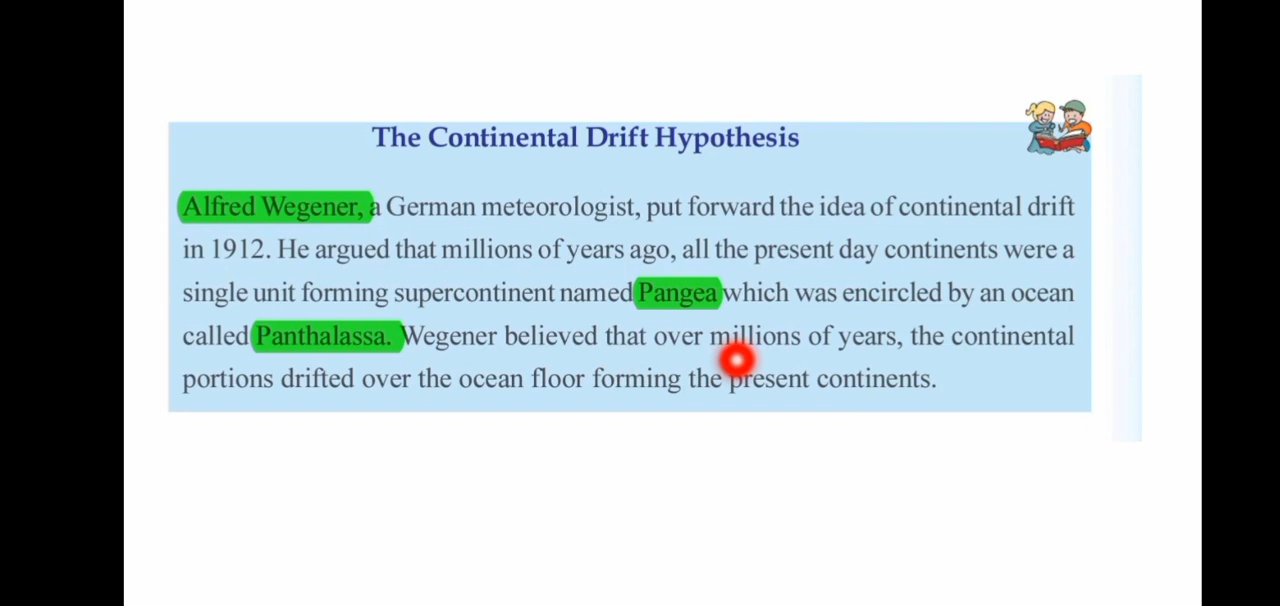 The Continental Drift Hypothesis
Alfred Wegener, a German meteorologist, put forward the idea of continental drift
in 1912. He argued that millions of years ago, all the present day continents were a
single unit forming supercontinent named Pangea which was encircled by an ocean
called Panthalassa. Wegener believed that over millions of years, the continental
portions drifted over the ocean floor forming the present continents.